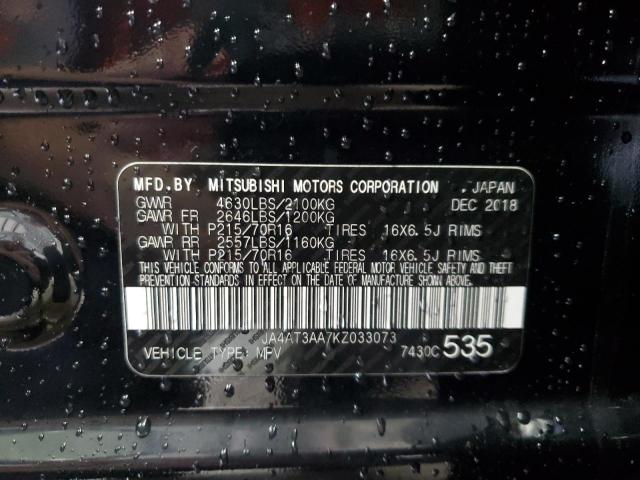 MFD.BY MITSUBISHI MOTORS CORPORATION . JAPAN
GWR 4630LBS/2100KG DEC 2018
GAWR FR 2646LBS/1200KG
WITH P215/70R16 TIRES 16X6.5J RIMS
GAWR RR 2557LBS/1160KG
WITH P215/70R16 TIRES 16X6.5J RIMS
THIS VEHICLE CONFORMS TO ALL APPLICABLE FEDERAL MOTOR VEHICLE SAFETY AND THEFT
PREVENTION STANDARDS IN EFFECT ON THE DATE OF MANUFACTURE SHOWN ABOVE.
JA4AT3AA7KZ033073
VEHICLE TYPE: MPV 7430C 535